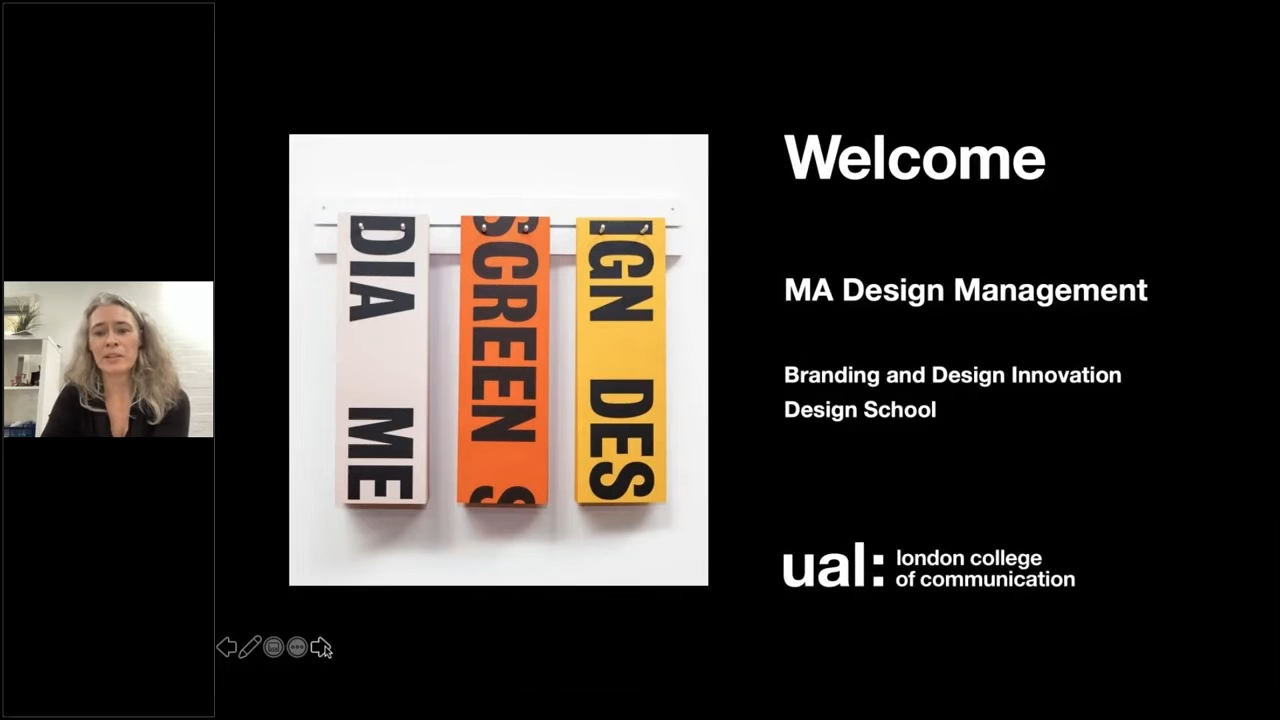 Welcome
MA Design Management
Branding and Design Innovation
Design School
DIA ME
SCREEN S
IGN DES
ual: london college
of communication